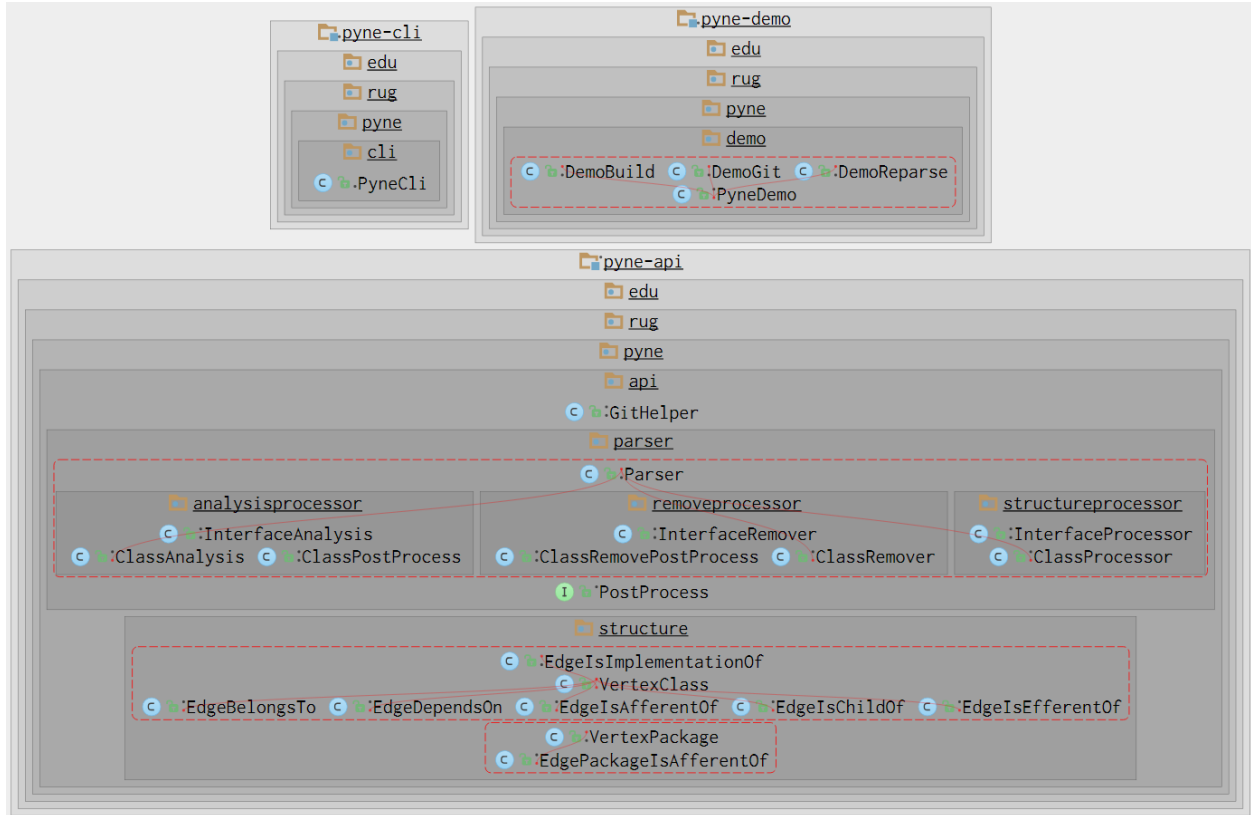 pyne-cli
edu
rug
pyne
cli
PyneCli
pyne-demo
edu
rug
pyne
demo
DemoBuild DemoGit DemoReparse
PyneDemo
pyne-api
edu
rug
pyne
api
GitHelper
parser
Parser
analysisprocessor
InterfaceAnalysis
ClassAnalysis ClassPostProcess
removeprocessor
InterfaceRemover
ClassRemovePostProcess ClassRemover
structureprocessor
InterfaceProcessor
ClassProcessor
PostProcess
structure
EdgeIsImplementationOf
VertexClass
EdgeBelongsTo EdgeDependsOn EdgeIsAfferentOf EdgeIsChildOf EdgeIsEfferentOf
VertexPackage
EdgePackageIsAfferentOf